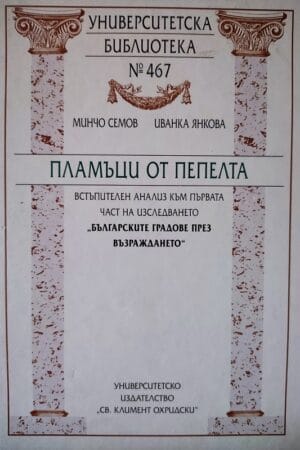 УНИВЕРСИТЕТСКА
БИБЛИОТЕКА
№ 467
МИНЧО СЕМОВ ИВАНКА ЯНКОВА
ПЛАМЪЦИ ОТ ПЕПЕЛТА
ВСТЪПИТЕЛЕН АНАЛИЗ КЪМ ПЪРВАТА
ЧАСТ НА ИЗСЛЕДВАНЕТО
„БЪЛГАРСКИТЕ ГРАДОВЕ ПРЕЗ
ВЪЗРАЖДАНЕТО“
УНИВЕРСИТЕТСКО
ИЗДАТЕЛСТВО
„СВ. КЛИМЕНТ ОХРИДСКИ“